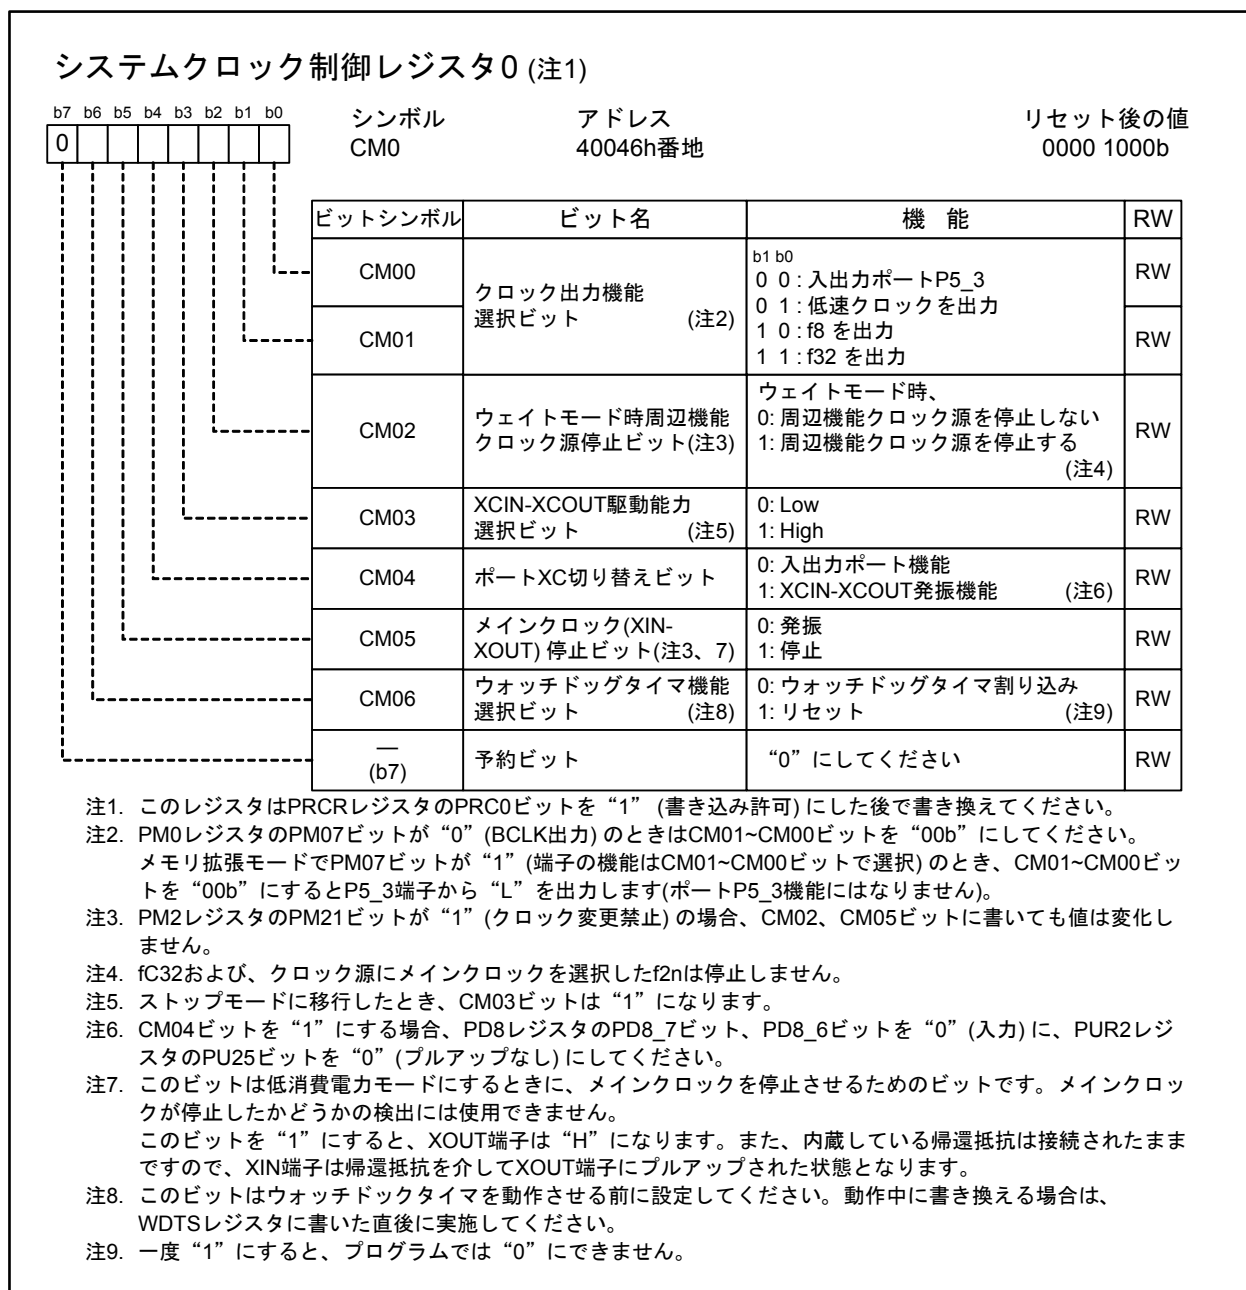 システムクロック制御レジスタ0 (注1)
b7 b6 b5 b4 b3 b2 b1 b0
0
シンボル
CM0
アドレス
40046h番地
リセット後の値
0000 1000b
ビットシンボル ビット名 機 能 RW
CM00
CM01
クロック出力機能
選択ビット (注2)
b1 b0
0 0 : 入出力ポートP5_3
0 1 : 低速クロックを出力
1 0 : f8 を出力
1 1 : f32 を出力
RW
RW
CM02
ウェイトモード時周辺機能
クロック源停止ビット(注3)
ウェイトモード時、
0: 周辺機能クロック源を停止しない
1: 周辺機能クロック源を停止する
(注4)
RW
CM03
XCIN-XCOUT駆動能力
選択ビット (注5)
0: Low
1: High
RW
CM04
ポートXC切り替えビット
0: 入出力ポート機能
1: XCIN-XCOUT発振機能 (注6)
RW
CM05
メインクロック(XIN-
XOUT) 停止ビット(注3、7)
0: 発振
1: 停止
RW
CM06
ウォッチドッグタイマ機能
選択ビット (注8)
0: ウォッチドッグタイマ割り込み
1: リセット (注9)
RW
—
(b7)
予約ビット
“0”にしてください
RW
注1. このレジスタはPRCRレジスタのPRC0ビットを“1” (書き込み許可) にした後で書き換えてください。
注2. PM0レジスタのPM07ビットが“0”(BCLK出力) のときはCM01~CM00ビットを“00b”にしてください。
メモリ拡張モードでPM07ビットが“1”(端子の機能はCM01~CM00ビットで選択) のとき、CM01~CM00ビッ
トを“00b”にするとP5_3端子から“L”を出力します(ポートP5_3機能にはなりません)。
注3. PM2レジスタのPM21ビットが“1”(クロック変更禁止) の場合、CM02、CM05ビットに書いても値は変化し
ません。
注4. fC32および、クロック源にメインクロックを選択したf2nは停止しません。
注5. ストップモードに移行したとき、CM03ビットは“1”になります。
注6. CM04ビットを“1”にする場合、PD8レジスタのPD8_7ビット、PD8_6ビットを“0”(入力) に、PUR2レジ
スタのPU25ビットを“0”(プルアップなし) にしてください。
注7. このビットは低消費電力モードにするときに、メインクロックを停止させるためのビットです。メインクロッ
クが停止したかどうかの検出には使用できません。
このビットを“1”にすると、XOUT端子は“H”になります。また、内蔵している帰還抵抗は接続されたまま
ですので、XIN端子は帰還抵抗を介してXOUT端子にプルアップされた状態となります。
注8. このビットはウォッチドックタイマを動作させる前に設定してください。動作中に書き換える場合は、
WDTSレジスタに書いた直後に実施してください。
注9. 一度“1”にすると、プログラムでは“0”にできません。